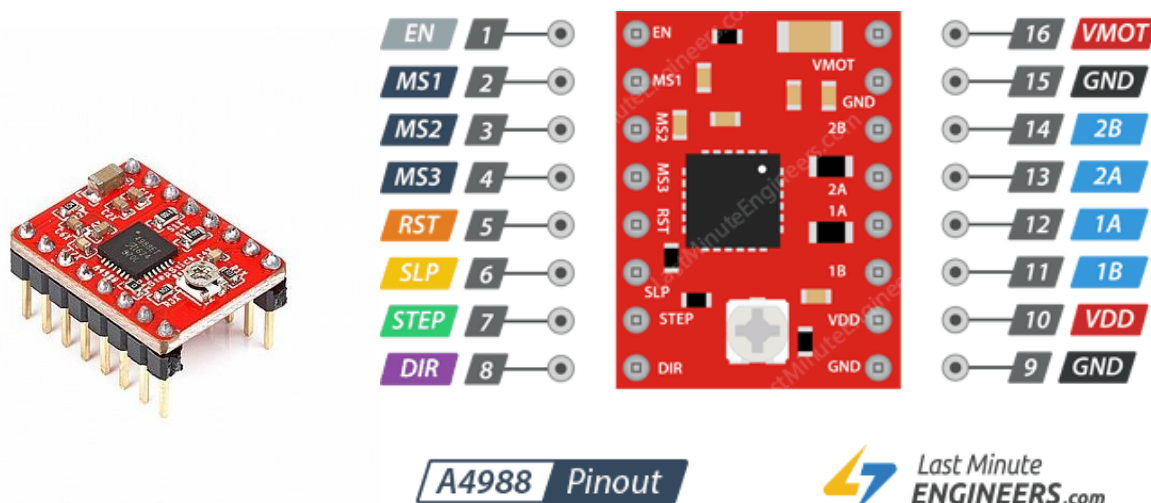 EN 1
MS1 2
MS2 3
MS3 4
RST 5
SLP 6
STEP 7
DIR 8
EN
MS1
MS2
MS3
RST
SLP
STEP
DIR
VMOT
GND
2B
2A
1A
1B
VDD
GND
16 VMOT
15 GND
14 2B
13 2A
12 1A
11 1B
10 VDD
9 GND
A4988 Pinout
Last Minute
ENGINEERS.com
LastMinuteEngineers.com